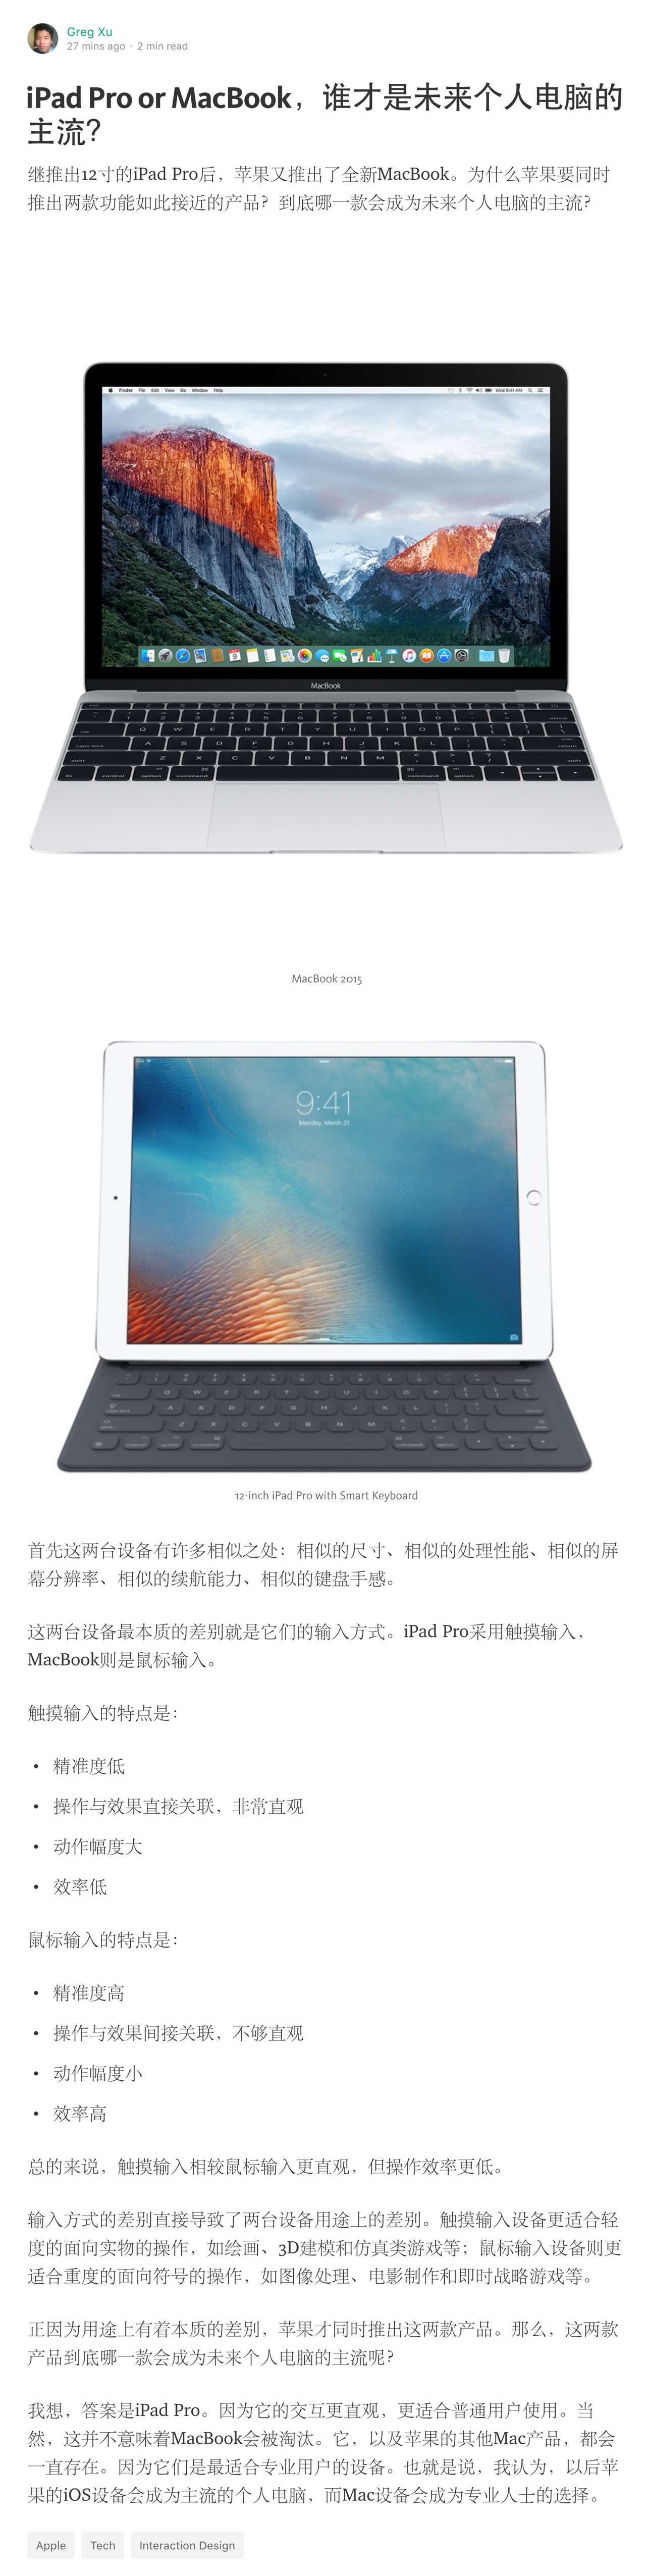 Greg Xu
27 mins ago · 2 min read
iPad Pro or MacBook，谁才是未来个人电脑的
主流？
继推出12寸的iPad Pro后，苹果又推出了全新MacBook。为什么苹果要同时
推出两款功能如此接近的产品？到底哪一款会成为未来个人电脑的主流？
Finder File Edit View Go Window Help Wed 9:41 AM
MacBook
Q W E R T Y U I O P
caps lock A S D F G H J K L return
shift Z X C V B N M shift
fn control option command command option
MacBook 2015
9:41
Monday, March 21
Q W E R T Y U I O P
A S D F G H J K L
Z X C V B N M
12-inch iPad Pro with Smart Keyboard
首先这两台设备有许多相似之处：相似的尺寸、相似的处理性能、相似的屏
幕分辨率、相似的续航能力、相似的键盘手感。
这两台设备最本质的差别就是它们的输入方式。iPad Pro采用触摸输入，
MacBook则是鼠标输入。
触摸输入的特点是：
• 精准度低
• 操作与效果直接关联，非常直观
• 动作幅度大
• 效率低
鼠标输入的特点是：
• 精准度高
• 操作与效果间接关联，不够直观
• 动作幅度小
• 效率高
总的来说，触摸输入相较鼠标输入更直观，但操作效率更低。
输入方式的差别直接导致了两台设备用途上的差别。触摸输入设备更适合轻
度的面向实物的操作，如绘画、3D建模和仿真类游戏等；鼠标输入设备则更
适合重度的面向符号的操作，如图像处理、电影制作和即时战略游戏等。
正因为用途上有着本质的差别，苹果才同时推出这两款产品。那么，这两款
产品到底哪一款会成为未来个人电脑的主流呢？
我想，答案是iPad Pro。因为它的交互更直观，更适合普通用户使用。当
然，这并不意味着MacBook会被淘汰。它，以及苹果的其他Mac产品，都会
一直存在。因为它们是最适合专业用户的设备。也就是说，我认为，以后苹
果的iOS设备会成为主流的个人电脑，而Mac设备会成为专业人士的选择。
Apple Tech Interaction Design